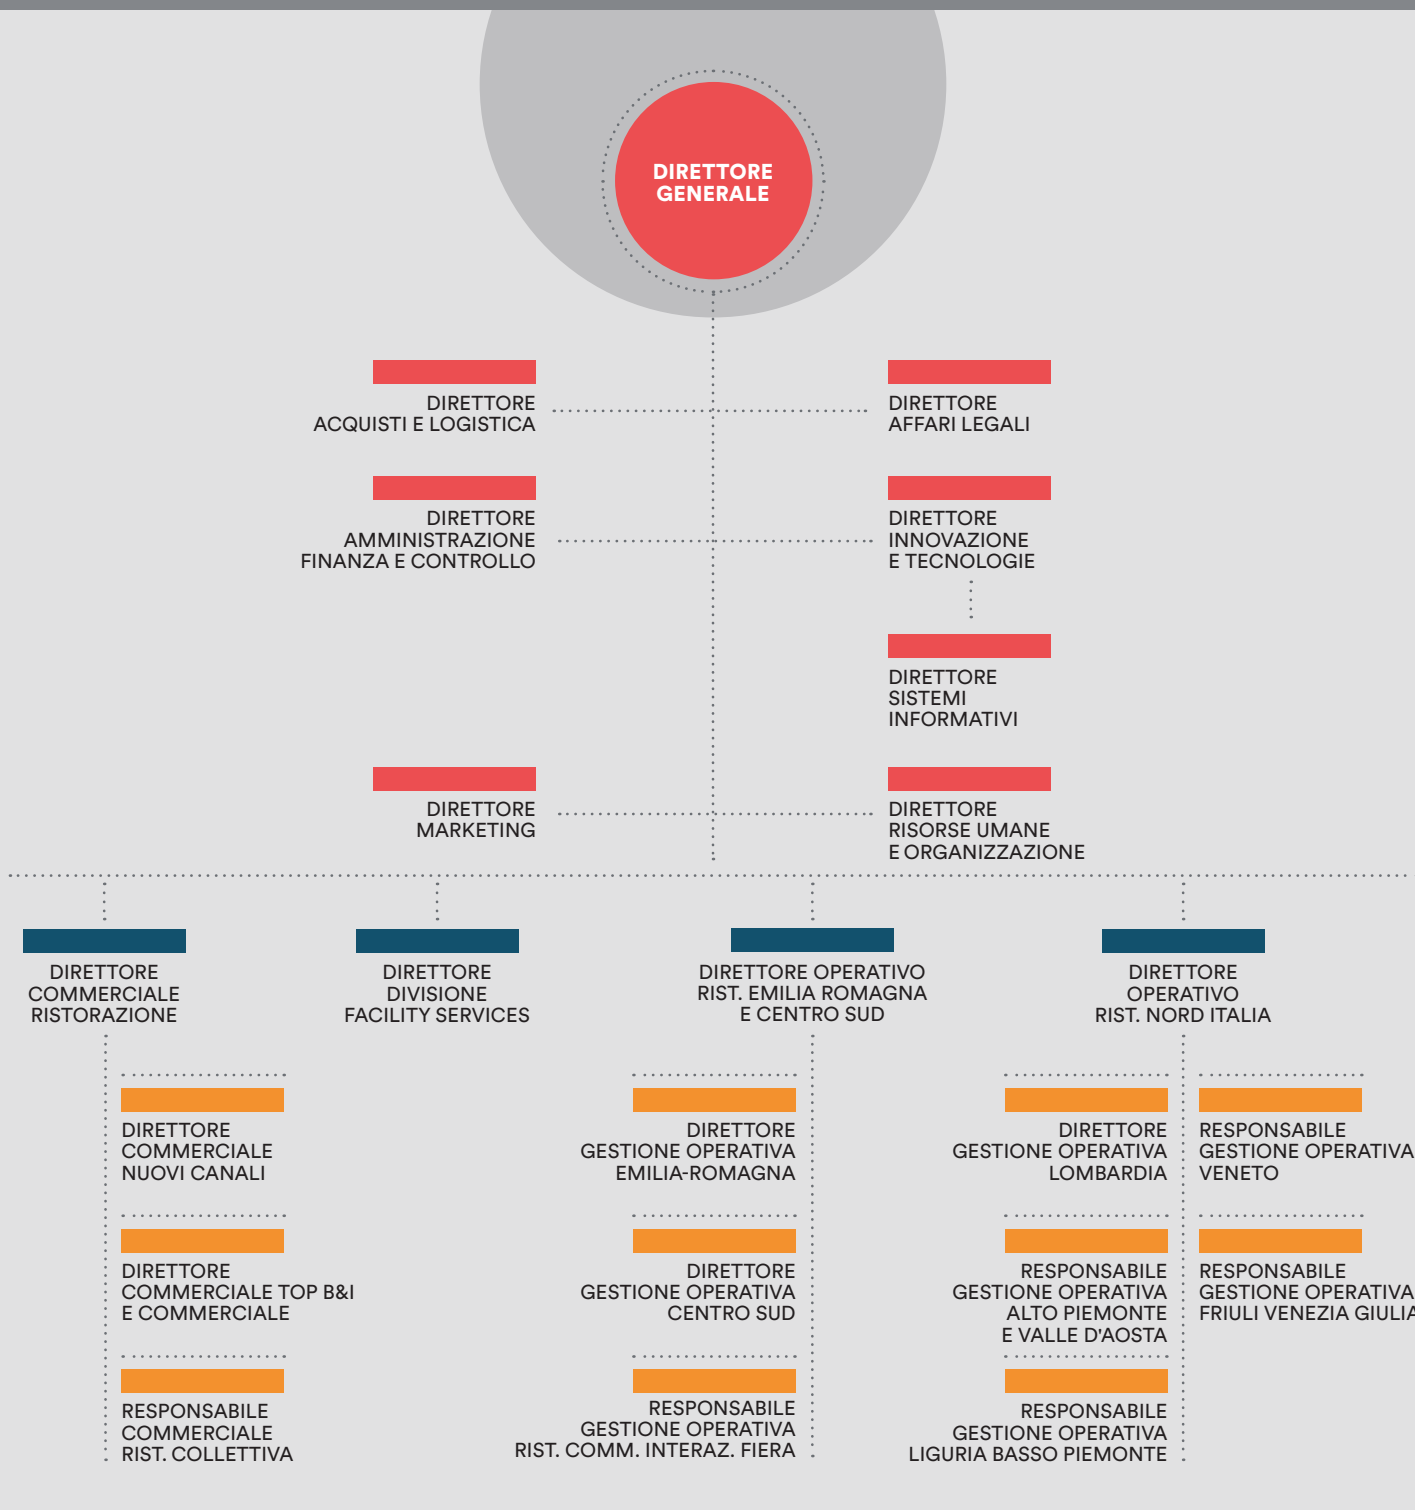 DIRETTORE
GENERALE
DIRETTORE
ACQUISTI E LOGISTICA
DIRETTORE
AFFARI LEGALI
DIRETTORE
AMMINISTRAZIONE
FINANZA E CONTROLLO
DIRETTORE
INNOVAZIONE
E TECNOLOGIE
DIRETTORE
SISTEMI
INFORMATIVI
DIRETTORE
MARKETING
DIRETTORE
RISORSE UMANE
E ORGANIZZAZIONE
DIRETTORE
COMMERCIALE
RISTORAZIONE
DIRETTORE
DIVISIONE
FACILITY SERVICES
DIRETTORE OPERATIVO
RIST. EMILIA ROMAGNA
E CENTRO SUD
DIRETTORE
OPERATIVO
RIST. NORD ITALIA
DIRETTORE
COMMERCIALE
NUOVI CANALI
DIRETTORE
COMMERCIALE TOP B&I
E COMMERCIALE
RESPONSABILE
COMMERCIALE
RIST. COLLETTIVA
DIRETTORE
GESTIONE OPERATIVA
EMILIA-ROMAGNA
DIRETTORE
GESTIONE OPERATIVA
CENTRO SUD
RESPONSABILE
GESTIONE OPERATIVA
RIST. COMM. INTERAZ. FIERA
DIRETTORE
GESTIONE OPERATIVA
LOMBARDIA
RESPONSABILE
GESTIONE OPERATIVA
ALTO PIEMONTE
E VALLE D'AOSTA
RESPONSABILE
GESTIONE OPERATIVA
LIGURIA BASSO PIEMONTE
RESPONSABILE
GESTIONE OPERATIVA
VENETO
RESPONSABILE
GESTIONE OPERATIVA
FRIULI VENEZIA GIULIA